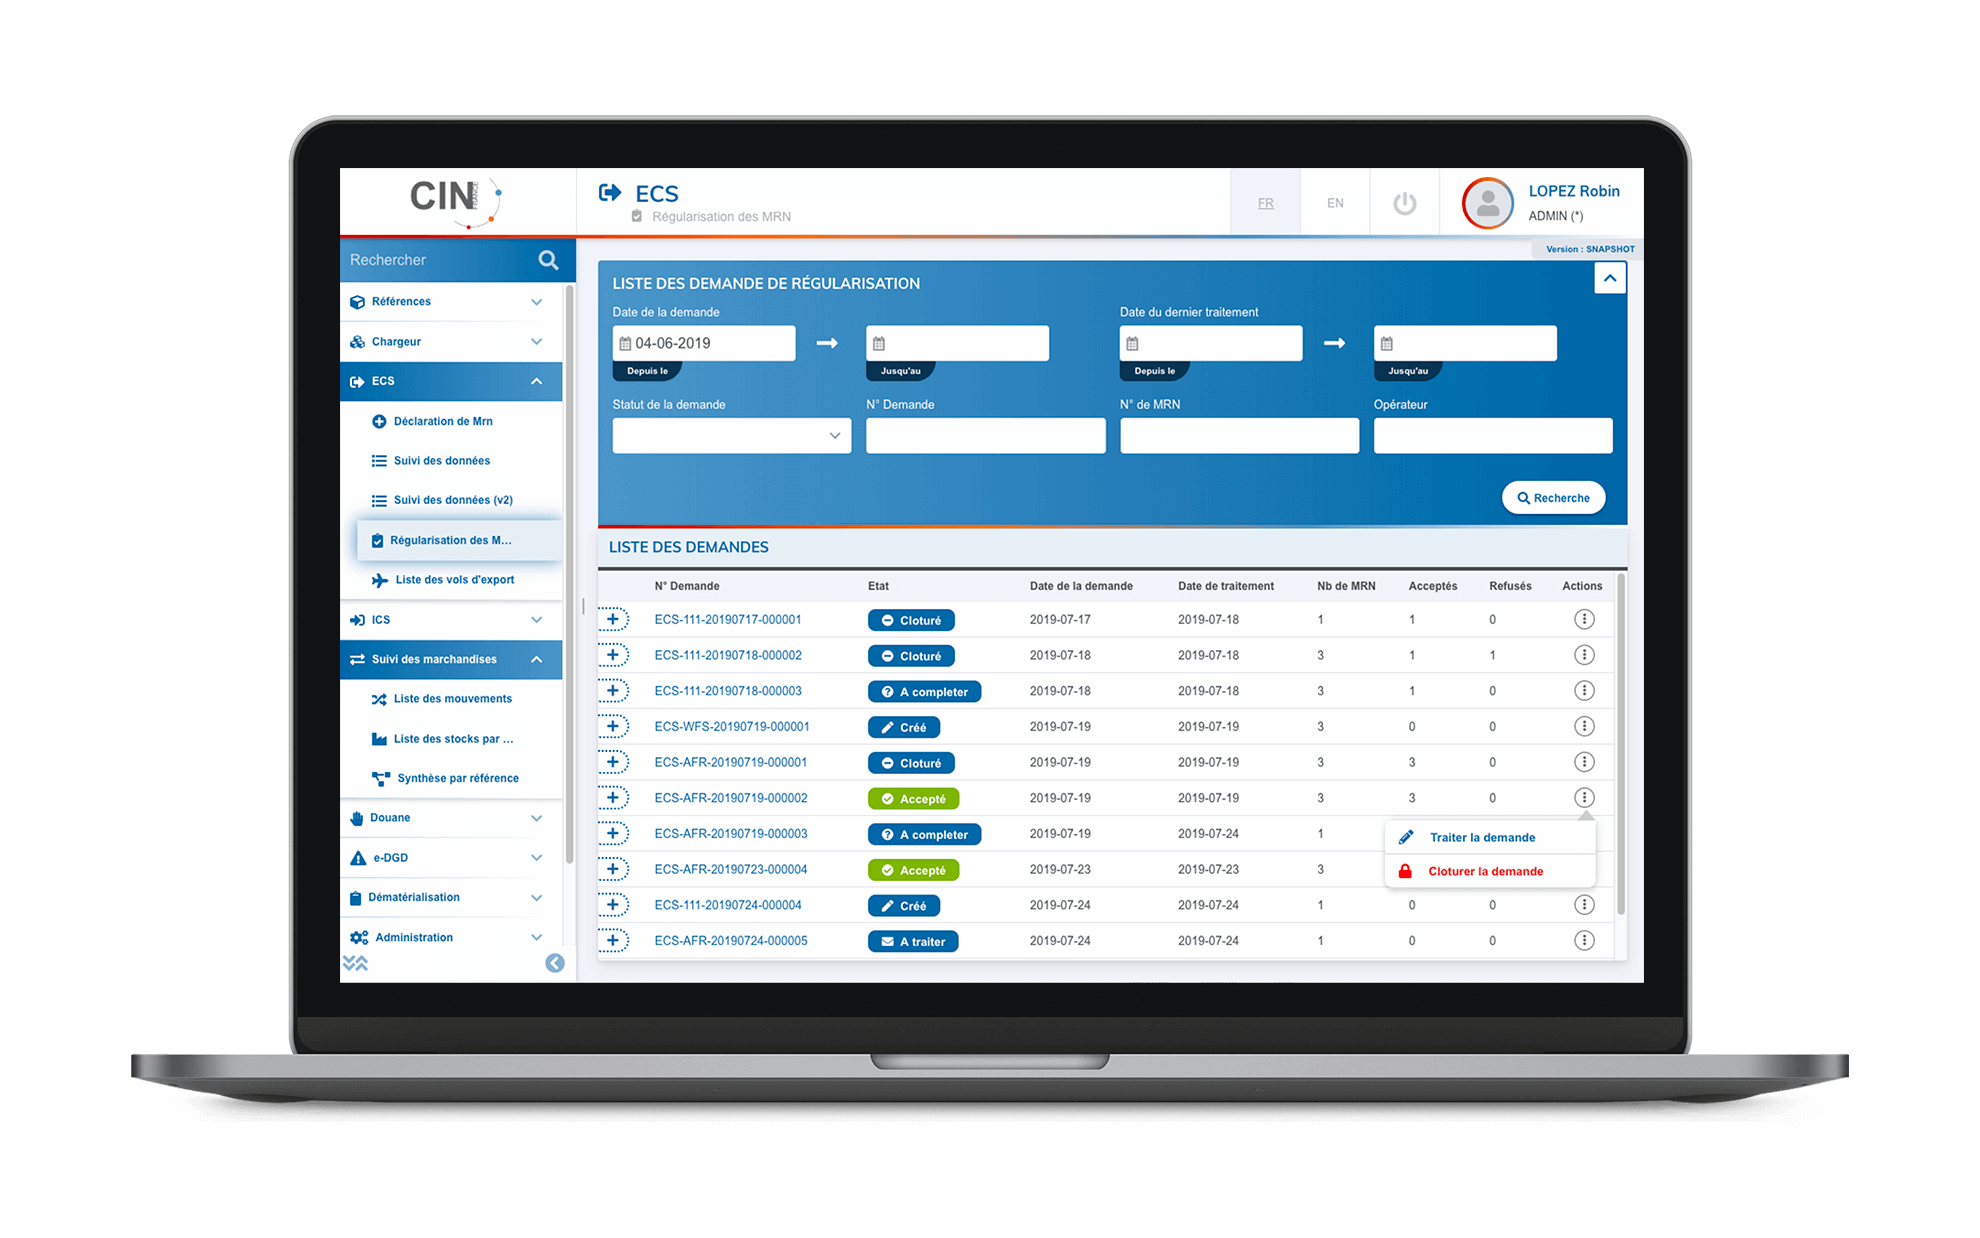 CIN FRANCE
ECS
Régularisation des MRN
FR
EN
LOPEZ Robin
ADMIN (*)
Version : SNAPSHOT
Rechercher
Références
Chargeur
ECS
Déclaration de Mrn
Suivi des données
Suivi des données (v2)
Régularisation des M...
Liste des vols d'export
ICS
Suivi des marchandises
Liste des mouvements
Liste des stocks par ...
Synthèse par référence
Douane
e-DGD
Dématérialisation
Administration
LISTE DES DEMANDE DE RÉGULARISATION
Date de la demande
Date du dernier traitement
04-06-2019
Depuis le
Jusqu'au
Depuis le
Jusqu'au
Statut de la demande
N° Demande
N° de MRN
Opérateur
Recherche
LISTE DES DEMANDES
N° Demande Etat Date de la demande Date de traitement Nb de MRN Acceptés Refusés Actions
ECS-111-20190717-000001 Cloturé 2019-07-17 2019-07-18 1 1 0
ECS-111-20190718-000002 Cloturé 2019-07-18 2019-07-18 3 1 1
ECS-111-20190718-000003 A completer 2019-07-18 2019-07-18 3 1 0
ECS-WFS-20190719-000001 Créé 2019-07-19 2019-07-19 3 0 0
ECS-AFR-20190719-000001 Cloturé 2019-07-19 2019-07-19 3 3 0
ECS-AFR-20190719-000002 Accepté 2019-07-19 2019-07-19 3 3 0
ECS-AFR-20190719-000003 A completer 2019-07-19 2019-07-24 1
Traiter la demande
ECS-AFR-20190723-000004 Accepté 2019-07-23 2019-07-23 3
Cloturer la demande
ECS-111-20190724-000004 Créé 2019-07-24 2019-07-24 1 0 0
ECS-AFR-20190724-000005 A traiter 2019-07-24 2019-07-24 1 0 0